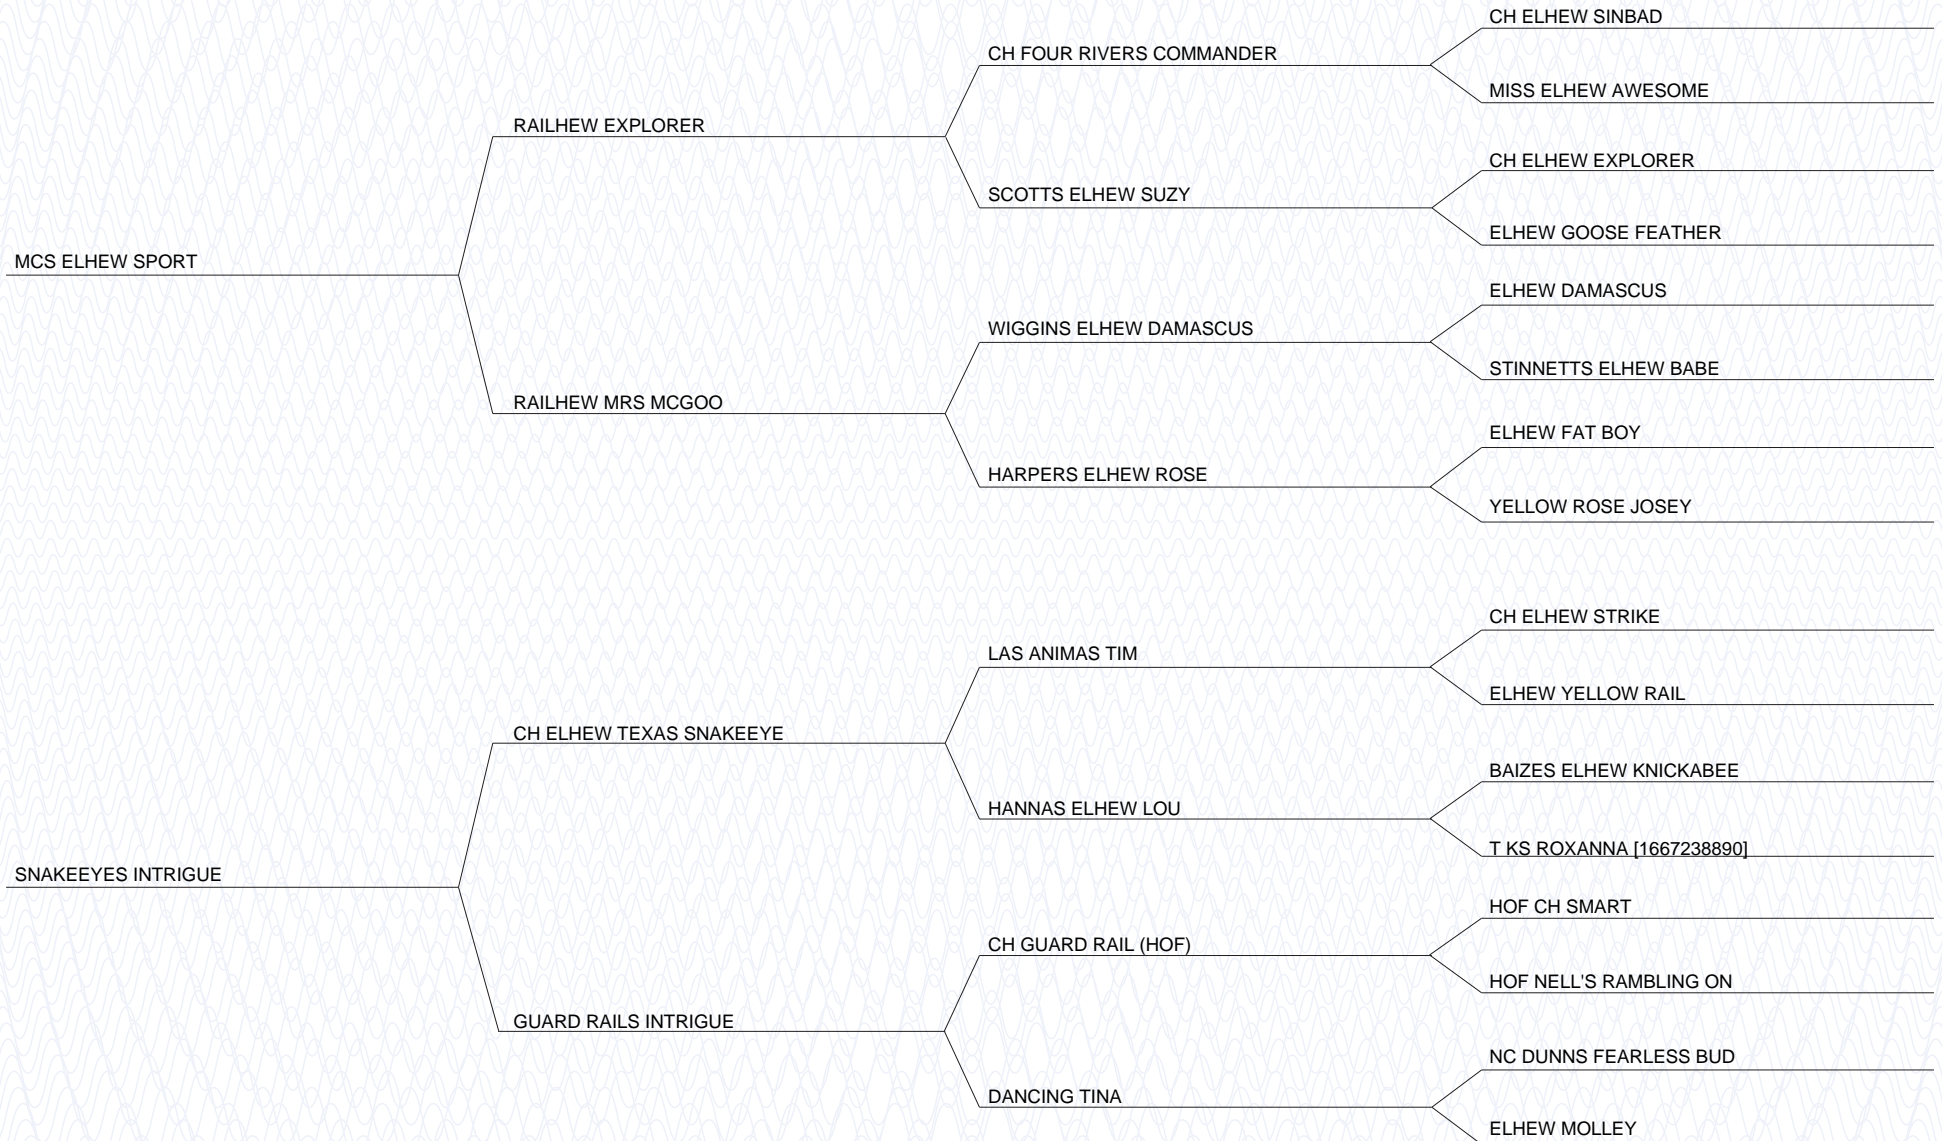 CH ELHEW SINBAD
CH FOUR RIVERS COMMANDER
MISS ELHEW AWESOME
RAILHEW EXPLORER
CH ELHEW EXPLORER
SCOTTS ELHEW SUZY
ELHEW GOOSE FEATHER
MCS ELHEW SPORT
ELHEW DAMASCUS
WIGGINS ELHEW DAMASCUS
STINNETTS ELHEW BABE
RAILHEW MRS MCGOO
ELHEW FAT BOY
HARPERS ELHEW ROSE
YELLOW ROSE JOSEY
CH ELHEW STRIKE
LAS ANIMAS TIM
ELHEW YELLOW RAIL
CH ELHEW TEXAS SNAKEEYE
BAIZES ELHEW KNICKABEE
HANNAS ELHEW LOU
T KS ROXANNA [1667238890]
SNAKEEYES INTRIGUE
HOF CH SMART
CH GUARD RAIL (HOF)
HOF NELL'S RAMBLING ON
GUARD RAILS INTRIGUE
NC DUNNS FEARLESS BUD
DANCING TINA
ELHEW MOLLEY